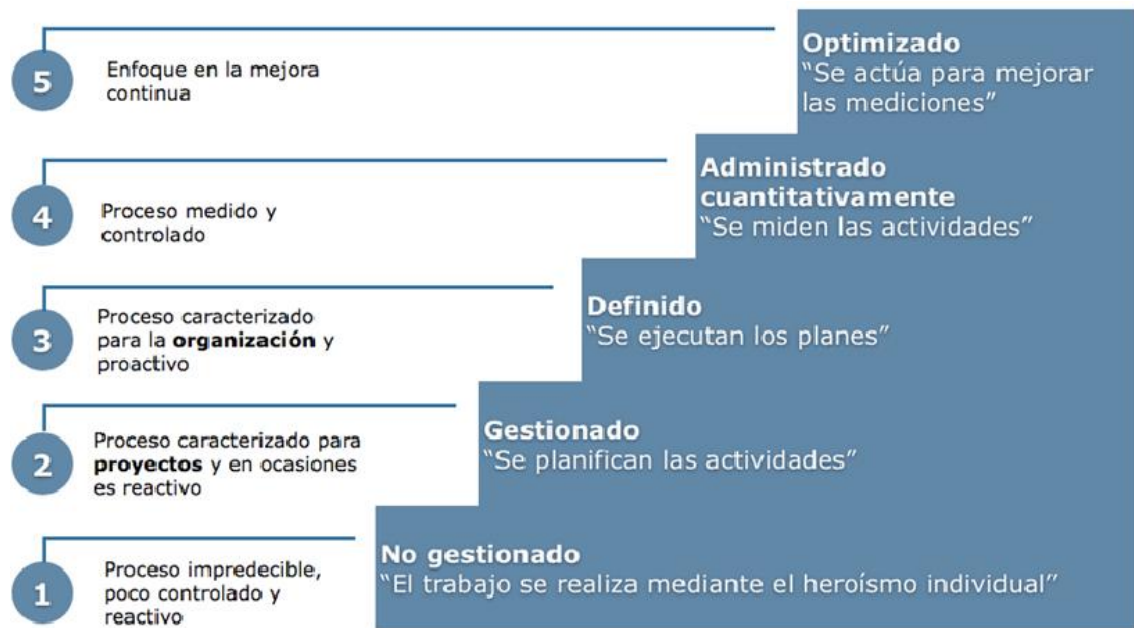 5
Enfoque en la mejora
continua
Optimizado
“Se actúa para mejorar
las mediciones”
4
Proceso medido y
controlado
Administrado
cuantitativamente
“Se miden las actividades”
3
Proceso caracterizado
para la organización y
proactivo
Definido
“Se ejecutan los planes”
2
Proceso caracterizado para
proyectos y en ocasiones
es reactivo
Gestionado
“Se planifican las actividades”
1
Proceso impredecible,
poco controlado y
reactivo
No gestionado
“El trabajo se realiza mediante el heroísmo individual”